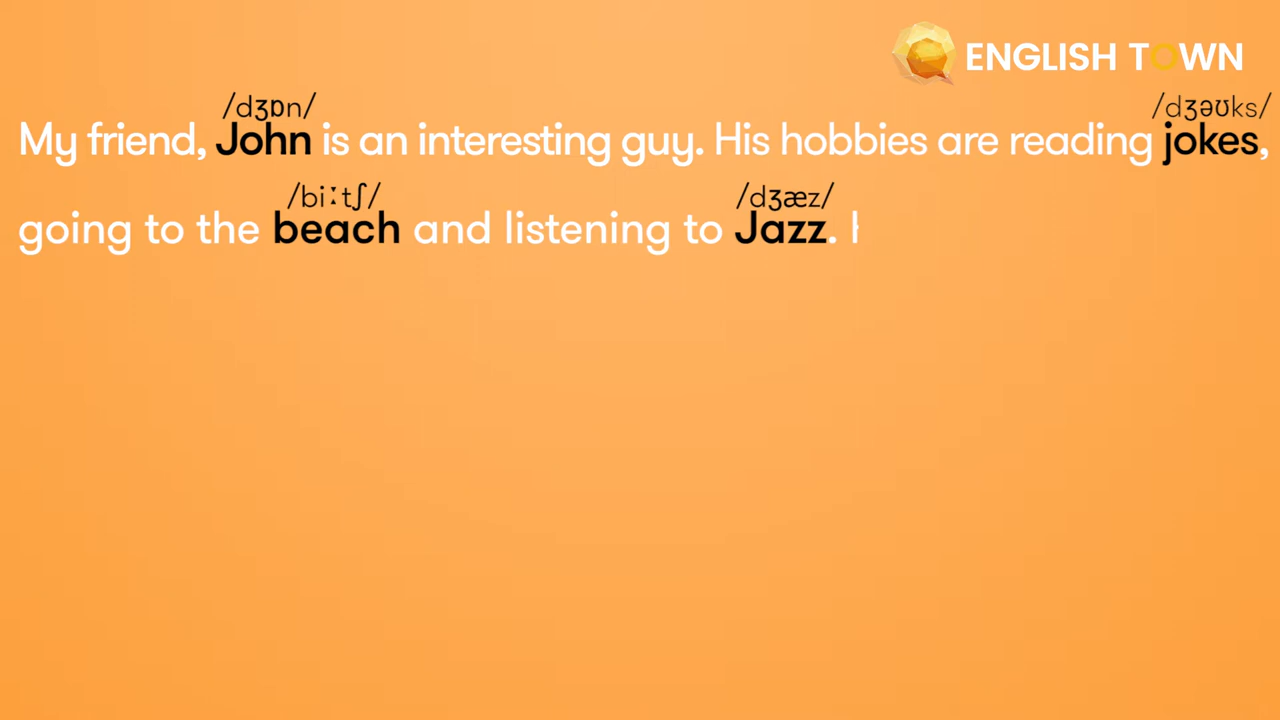 ENGLISH TOWN
/dʒɒn/ /dʒəʊks/
My friend, John is an interesting guy. His hobbies are reading jokes,
/biːtʃ/ /dʒæz/
going to the beach and listening to Jazz.